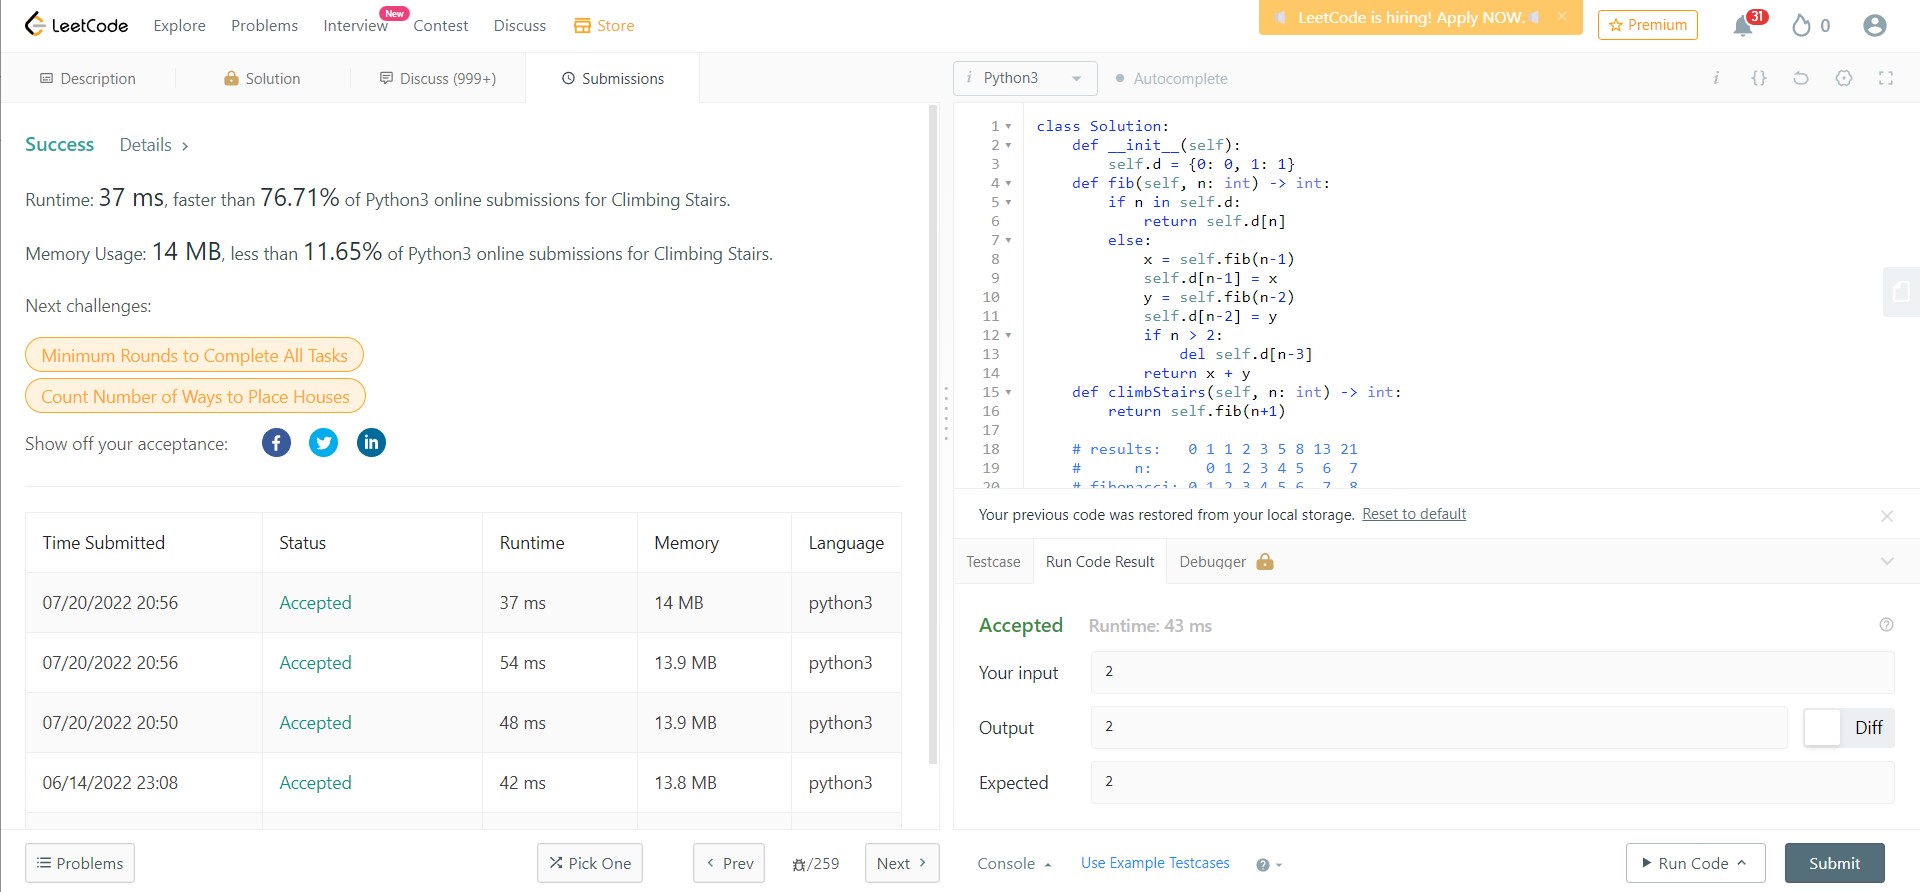 LeetCode Explore Problems Interview New Contest Discuss Store LeetCode is hiring! Apply NOW. Premium 31 0
Description Solution Discuss (999+) Submissions
Success Details
Runtime: 37 ms, faster than 76.71% of Python3 online submissions for Climbing Stairs.
Memory Usage: 14 MB, less than 11.65% of Python3 online submissions for Climbing Stairs.
Next challenges:
Minimum Rounds to Complete All Tasks
Count Number of Ways to Place Houses
Show off your acceptance:
Time Submitted Status Runtime Memory Language
07/20/2022 20:56 Accepted 37 ms 14 MB python3
07/20/2022 20:56 Accepted 54 ms 13.9 MB python3
07/20/2022 20:50 Accepted 48 ms 13.9 MB python3
06/14/2022 23:08 Accepted 42 ms 13.8 MB python3
Problems Pick One Prev /259 Next
i Python3 Autocomplete i {}
1 class Solution:
2 def __init__(self):
3 self.d = {0: 0, 1: 1}
4 def fib(self, n: int) -> int:
5 if n in self.d:
6 return self.d[n]
7 else:
8 x = self.fib(n-1)
9 self.d[n-1] = x
10 y = self.fib(n-2)
11 self.d[n-2] = y
12 if n > 2:
13 del self.d[n-3]
14 return x + y
15 def climbStairs(self, n: int) -> int:
16 return self.fib(n+1)
17
18 # results: 0 1 1 2 3 5 8 13 21
19 # n: 0 1 2 3 4 5 6 7
20 # fibonacci: 0 1 2 3 4 5 6 7 8
Your previous code was restored from your local storage. Reset to default
Testcase Run Code Result Debugger
Accepted Runtime: 43 ms
Your input 2
Output 2 Diff
Expected 2
Console Use Example Testcases Run Code Submit